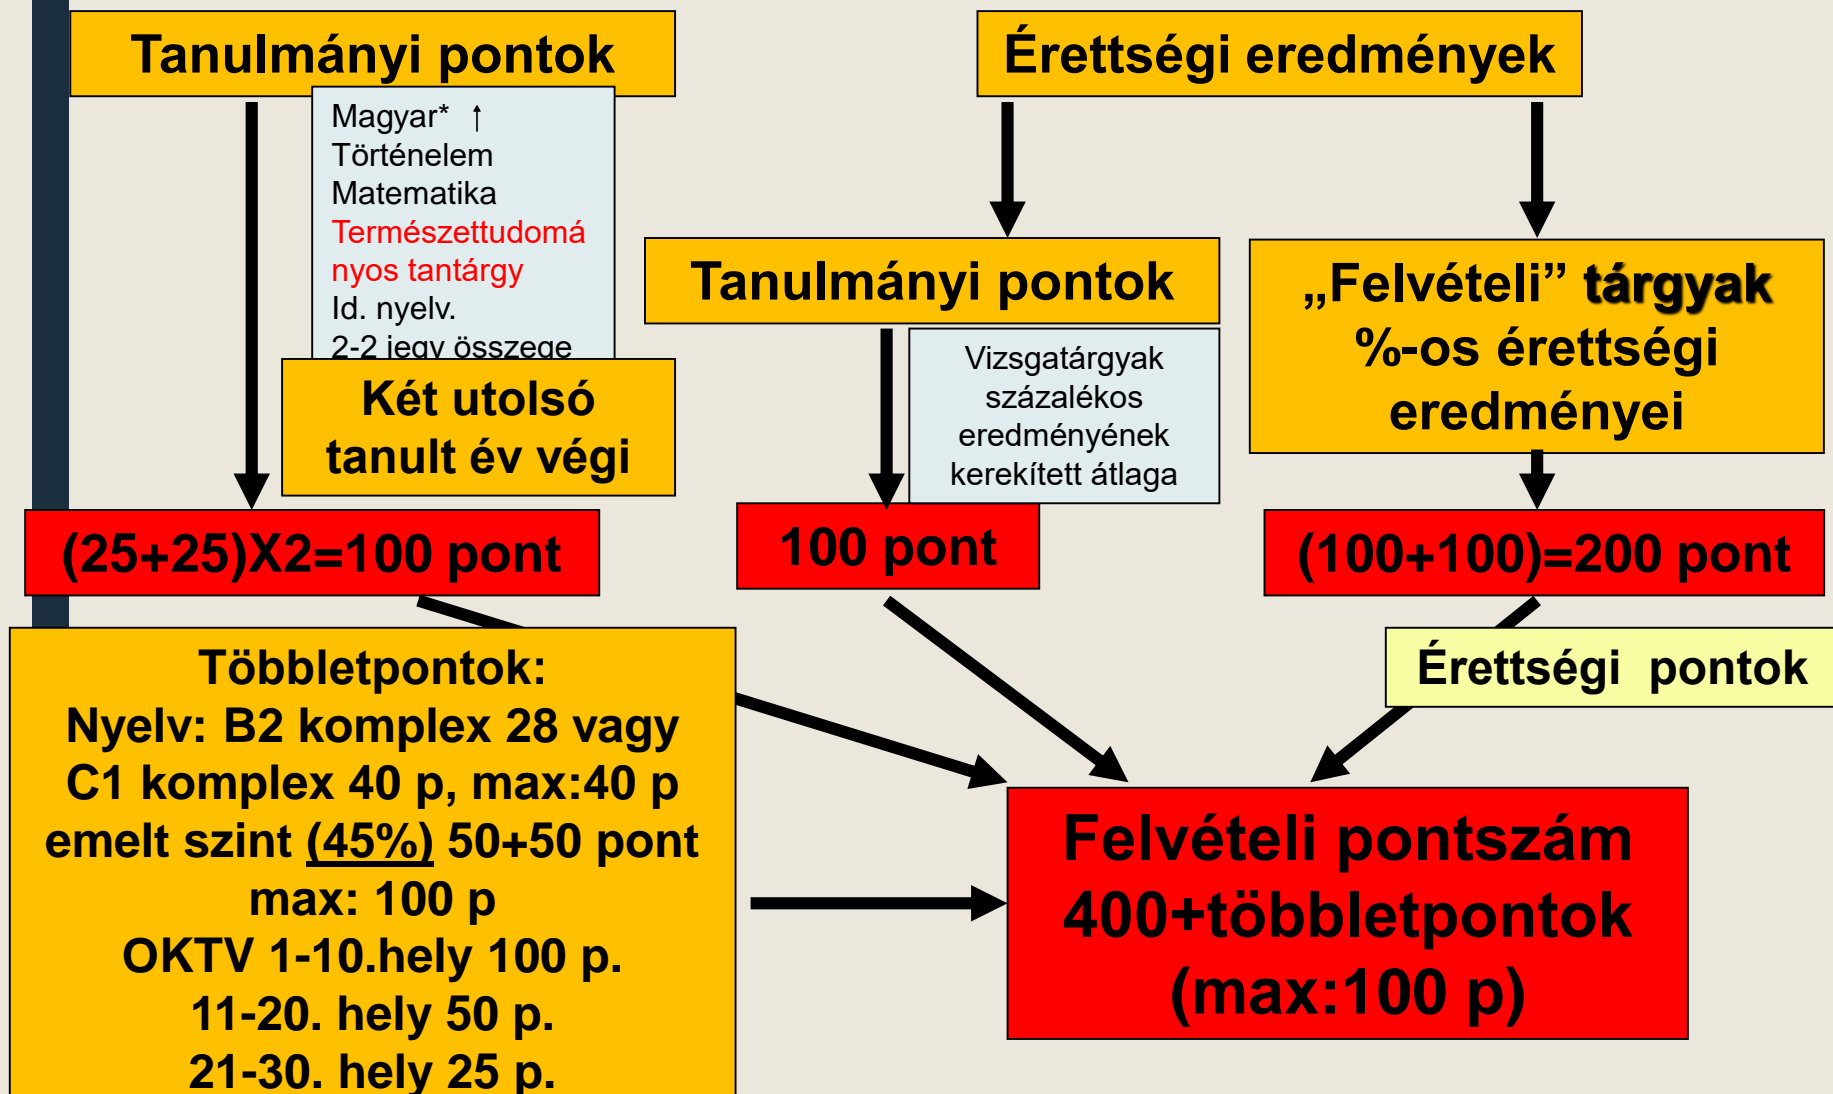 Tanulmányi pontok
Magyar* ↑
Történelem
Matematika
Természettudomá
nyos tantárgy
Id. nyelv.
2-2 jegy összege
Két utolsó
tanult év végi
(25+25)X2=100 pont
Érettségi eredmények
Tanulmányi pontok
Vizsgatárgyak
százalékos
eredményének
kerekített átlaga
100 pont
„Felvételi” tárgyak
%-os érettségi
eredményei
(100+100)=200 pont
Érettségi pontok
Többletpontok:
Nyelv: B2 komplex 28 vagy
C1 komplex 40 p, max:40 p
emelt szint (45%) 50+50 pont
max: 100 p
OKTV 1-10.hely 100 p.
11-20. hely 50 p.
21-30. hely 25 p.
Felvételi pontszám
400+többletpontok
(max:100 p)